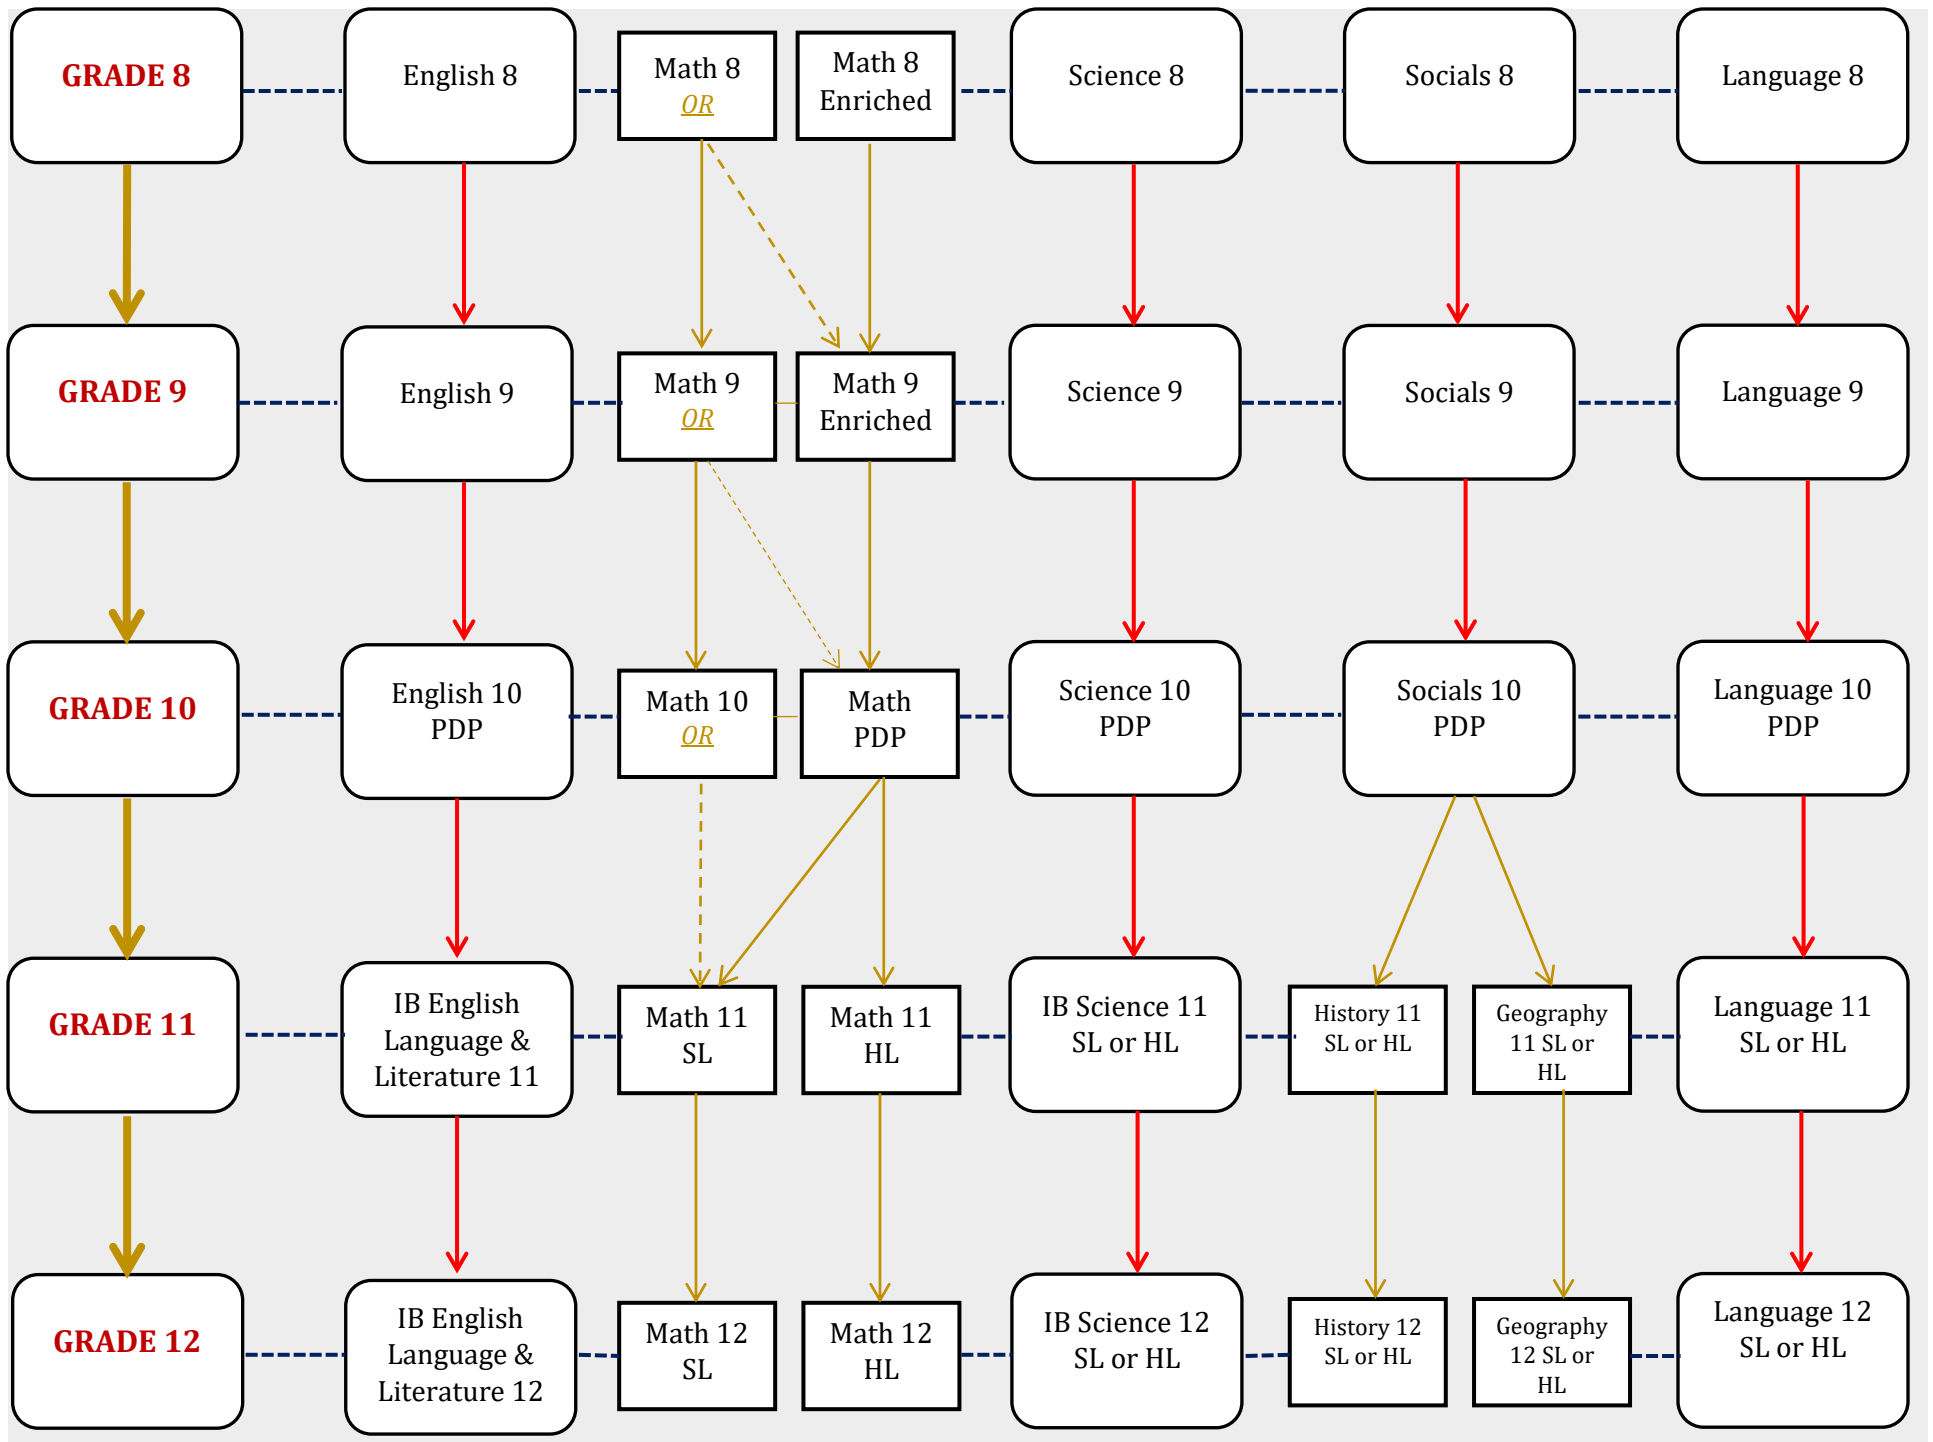 GRADE 8
English 8
Math 8
OR
Math 8
Enriched
Science 8
Socials 8
Language 8
GRADE 9
English 9
Math 9
OR
Math 9
Enriched
Science 9
Socials 9
Language 9
GRADE 10
English 10
PDP
Math 10
OR
Math
PDP
Science 10
PDP
Socials 10
PDP
Language 10
PDP
GRADE 11
IB English
Language &
Literature 11
Math 11
SL
Math 11
HL
IB Science 11
SL or HL
History 11
SL or HL
Geography
11 SL or
HL
Language 11
SL or HL
GRADE 12
IB English
Language &
Literature 12
Math 12
SL
Math 12
HL
IB Science 12
SL or HL
History 12
SL or HL
Geography
12 SL or
HL
Language 12
SL or HL